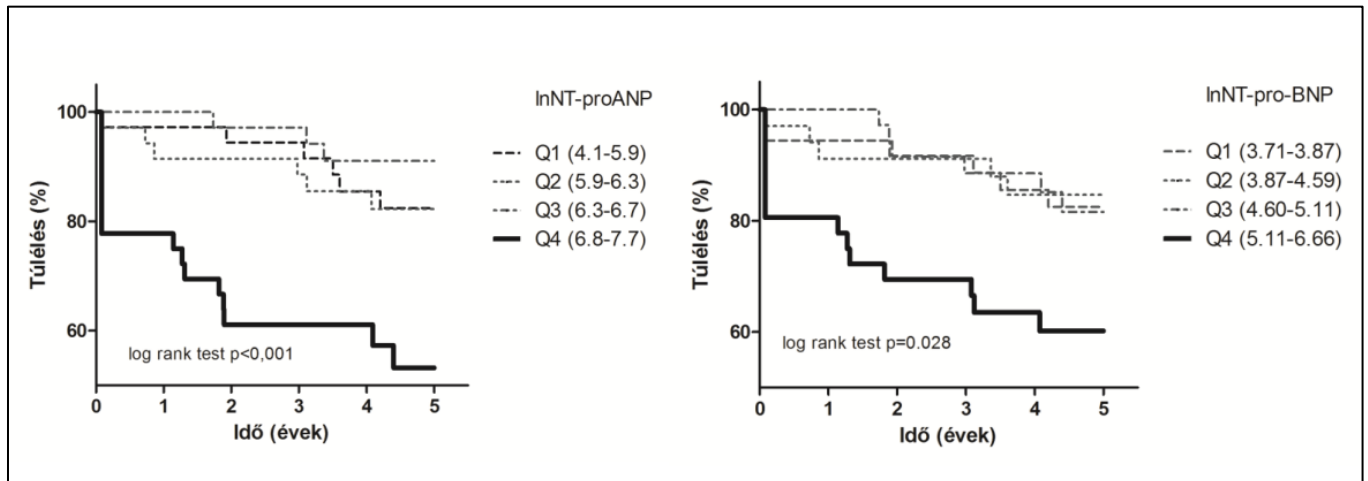 lnNT-proANP
Q1 (4.1-5.9)
Q2 (5.9-6.3)
Q3 (6.3-6.7)
Q4 (6.8-7.7)
100
80
60
Túlélés (%)
log rank test p<0,001
0 1 2 3 4 5
Idő (évek)
lnNT-pro-BNP
Q1 (3.71-3.87)
Q2 (3.87-4.59)
Q3 (4.60-5.11)
Q4 (5.11-6.66)
100
80
60
Túlélés (%)
log rank test p=0.028
0 1 2 3 4 5
Idő (évek)